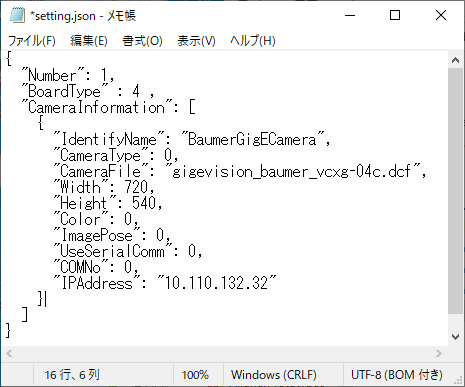 *setting.json - メモ帳
ファイル(F) 編集(E) 書式(O) 表示(V) ヘルプ(H)
{
  "Number": 1,
  "BoardType" : 4 ,
  "CameraInformation": [
    {
      "IdentifyName": "BaumerGigECamera",
      "CameraType": 0,
      "CameraFile": "gigevision_baumer_vcxg-04c.dcf",
      "Width": 720,
      "Height": 540,
      "Color": 0,
      "ImagePose": 0,
      "UseSerialComm": 0,
      "COMNo": 0,
      "IPAddress": "10.110.132.32"
    }
  ]
}
16 行、6 列 100% Windows (CRLF) UTF-8 (BOM 付き)